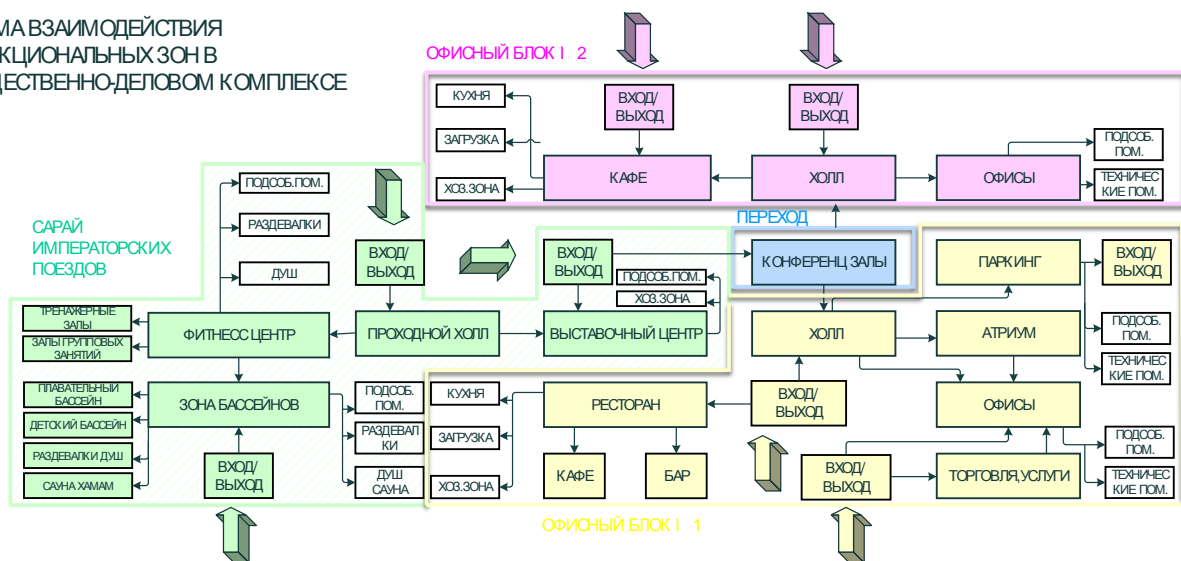 МА ВЗАИМОДЕЙСТВИЯ
КЦИОНАЛЬНЫХ ЗОН В
ЩЕСТВЕННО-ДЕЛОВОМ КОМПЛЕКСЕ
ОФИСНЫЙ БЛОК I 2
КУХНЯ
ЗАГРУЗКА
ХОЗ.ЗОНА
ВХОД/
ВЫХОД
КАФЕ
ВХОД/
ВЫХОД
ХОЛЛ
ОФИСЫ
ПОДСОБ.
ПОМ.
ТЕХНИЧЕС
КИЕ ПОМ.
САРАЙ
ИМПЕРАТОРСКИХ
ПОЕЗДОВ
ПОДСОБ.ПОМ.
РАЗДЕВАЛКИ
ДУШ
ВХОД/
ВЫХОД
ВХОД/
ВЫХОД
ПОДСОБ.ПОМ.
ХОЗ.ЗОНА
ТРЕНАЖЕРНЫЕ
ЗАЛЫ
ЗАЛЫ ГРУППОВЫХ
ЗАНЯТИЙ
ФИТНЕСС ЦЕНТР
ПРОХОДНОЙ ХОЛЛ
ВЫСТАВОЧНЫЙ ЦЕНТР
ПЛАВАТЕЛЬНЫЙ
БАССЕЙН
ДЕТСКИЙ БАССЕЙН
РАЗДЕВАЛКИ ДУШ
САУНА ХАМАМ
ЗОНА БАССЕЙНОВ
ВХОД/
ВЫХОД
ПОДСОБ.
ПОМ.
РАЗДЕВАЛ
КИ
ДУШ
САУНА
ПЕРЕХОД
КОНФЕРЕНЦ ЗАЛЫ
ПАРКИНГ
ВХОД/
ВЫХОД
ПОДСОБ.
ПОМ.
ТЕХНИЧЕС
КИЕ ПОМ.
ХОЛЛ
АТРИУМ
ОФИСЫ
ВХОД/
ВЫХОД
РЕСТОРАН
КУХНЯ
ЗАГРУЗКА
ХОЗ.ЗОНА
КАФЕ
БАР
ВХОД/
ВЫХОД
ТОРГОВЛЯ,УСЛУГИ
ПОДСОБ.
ПОМ.
ТЕХНИЧЕС
КИЕ ПОМ.
ОФИСНЫЙ БЛОК I 1